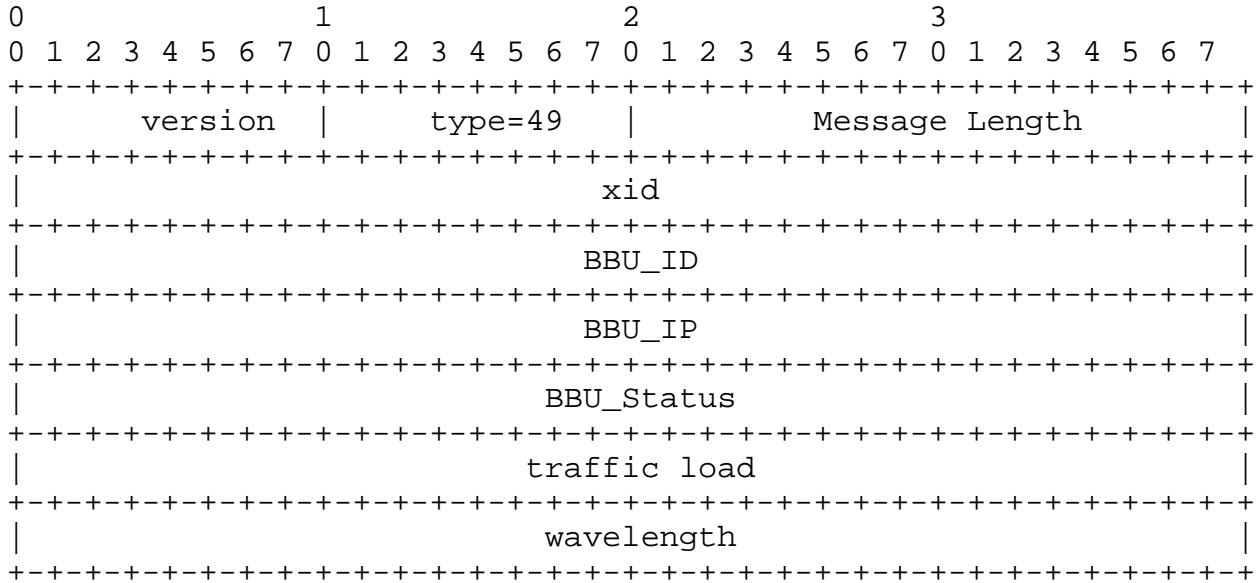 0                   1                   2                   3
0 1 2 3 4 5 6 7 0 1 2 3 4 5 6 7 0 1 2 3 4 5 6 7 0 1 2 3 4 5 6 7
+-+-+-+-+-+-+-+-+-+-+-+-+-+-+-+-+-+-+-+-+-+-+-+-+-+-+-+-+-+-+-+-+
|      version  |     type=49   |         Message Length        |
+-+-+-+-+-+-+-+-+-+-+-+-+-+-+-+-+-+-+-+-+-+-+-+-+-+-+-+-+-+-+-+-+
|                              xid                              |
+-+-+-+-+-+-+-+-+-+-+-+-+-+-+-+-+-+-+-+-+-+-+-+-+-+-+-+-+-+-+-+-+
|                             BBU_ID                            |
+-+-+-+-+-+-+-+-+-+-+-+-+-+-+-+-+-+-+-+-+-+-+-+-+-+-+-+-+-+-+-+-+
|                             BBU_IP                            |
+-+-+-+-+-+-+-+-+-+-+-+-+-+-+-+-+-+-+-+-+-+-+-+-+-+-+-+-+-+-+-+-+
|                           BBU_Status                          |
+-+-+-+-+-+-+-+-+-+-+-+-+-+-+-+-+-+-+-+-+-+-+-+-+-+-+-+-+-+-+-+-+
|                          traffic load                         |
+-+-+-+-+-+-+-+-+-+-+-+-+-+-+-+-+-+-+-+-+-+-+-+-+-+-+-+-+-+-+-+-+
|                           wavelength                          |
+-+-+-+-+-+-+-+-+-+-+-+-+-+-+-+-+-+-+-+-+-+-+-+-+-+-+-+-+-+-+-+-+